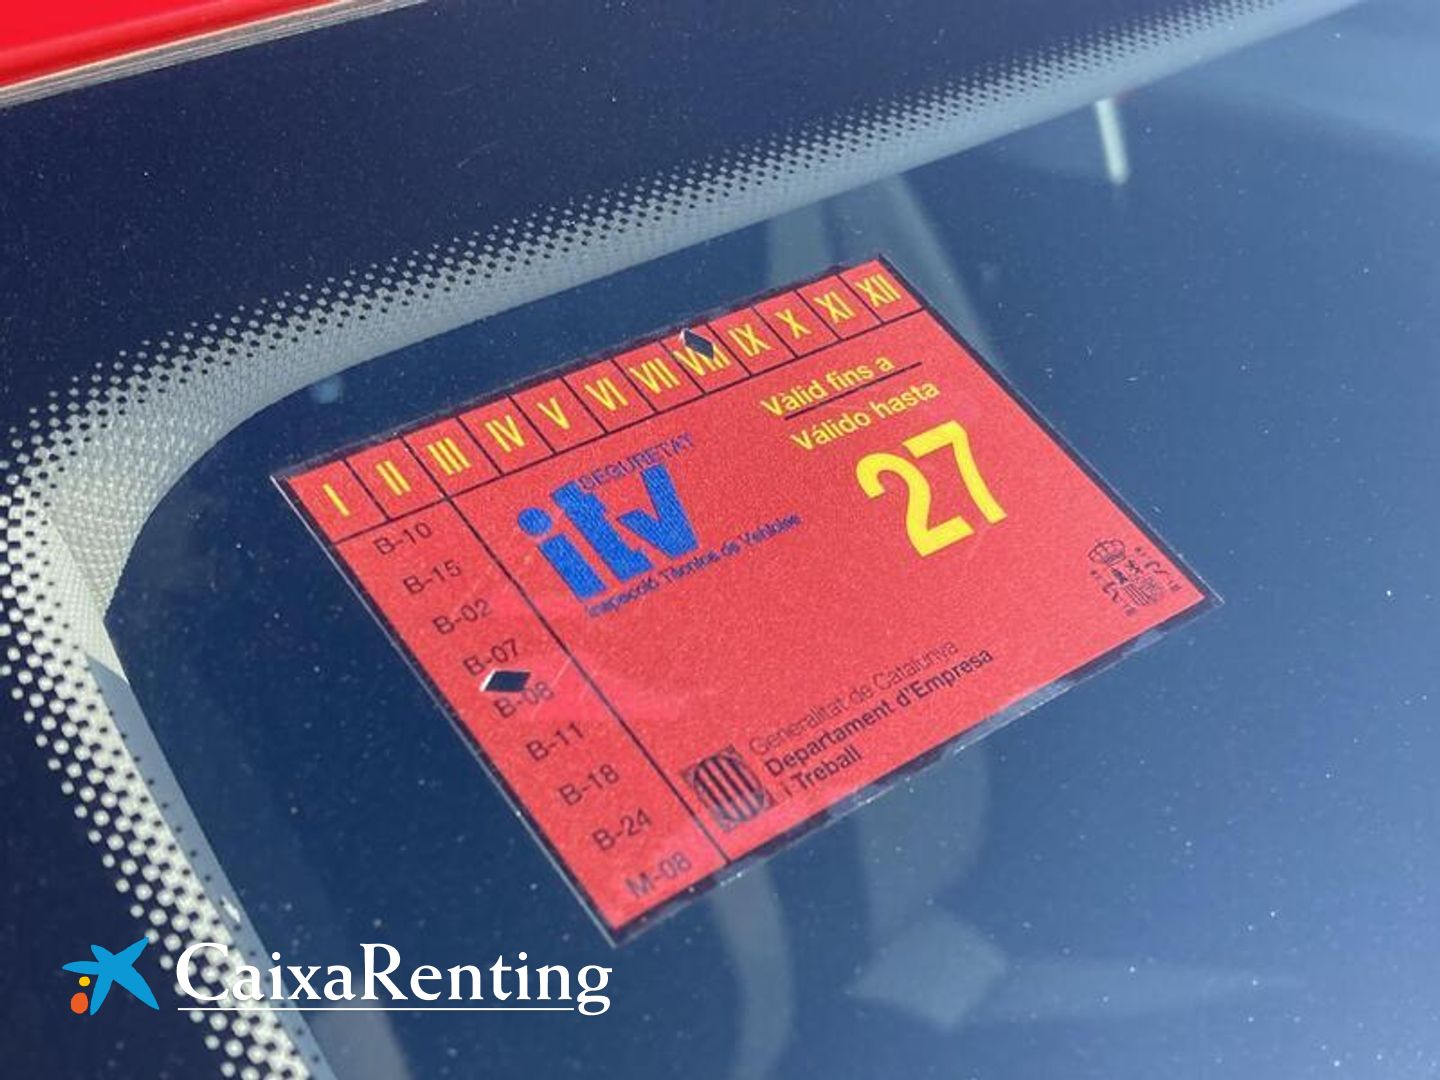 I II III IV V VI VII VIII IX X XI XII
Vàlid fins a
Válido hasta
27
SEGURETAT
itv
Inspecció Tècnica de Vehicles
B-10
B-15
B-02
B-07
B-08
B-11
B-18
B-24
M-08
Generalitat de Catalunya
Departament d'Empresa
i Treball
CaixaRenting